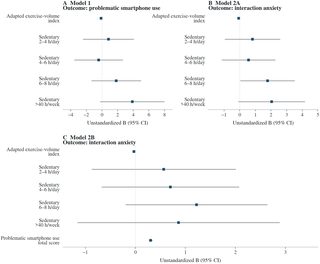 A Model 1
Outcome: problematic smartphone use
Adapted exercise-volume
index
Sedentary
2–4 h/day
Sedentary
4–6 h/day
Sedentary
6–8 h/day
Sedentary
>40 h/week
−4 −2 0 2 4 6 8
Unstandardized B (95% CI)
B Model 2A
Outcome: interaction anxiety
Adapted exercise-volume
index
Sedentary
2–4 h/day
Sedentary
4–6 h/day
Sedentary
6–8 h/day
Sedentary
>40 h/week
−1 0 1 2 3 4 5
Unstandardized B (95% CI)
C Model 2B
Outcome: interaction anxiety
Adapted exercise-volume
index
Sedentary
2–4 h/day
Sedentary
4–6 h/day
Sedentary
6–8 h/day
Sedentary
>40 h/week
Problematic smartphone use
total score
−1 0 1 2 3
Unstandardized B (95% CI)